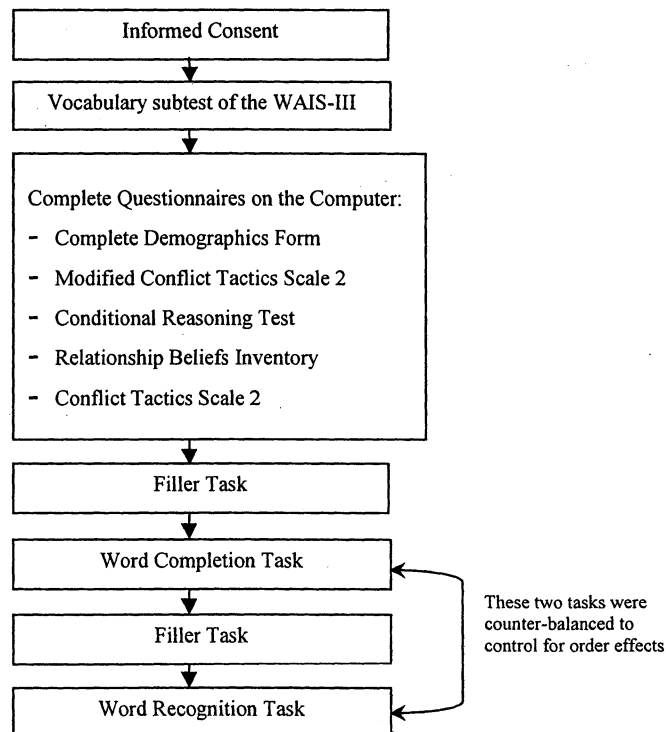 Informed Consent
Vocabulary subtest of the WAIS-III
Complete Questionnaires on the Computer:
- Complete Demographics Form
- Modified Conflict Tactics Scale 2
- Conditional Reasoning Test
- Relationship Beliefs Inventory
- Conflict Tactics Scale 2
Filler Task
Word Completion Task
These two tasks were
counter-balanced to
control for order effects
Filler Task
Word Recognition Task